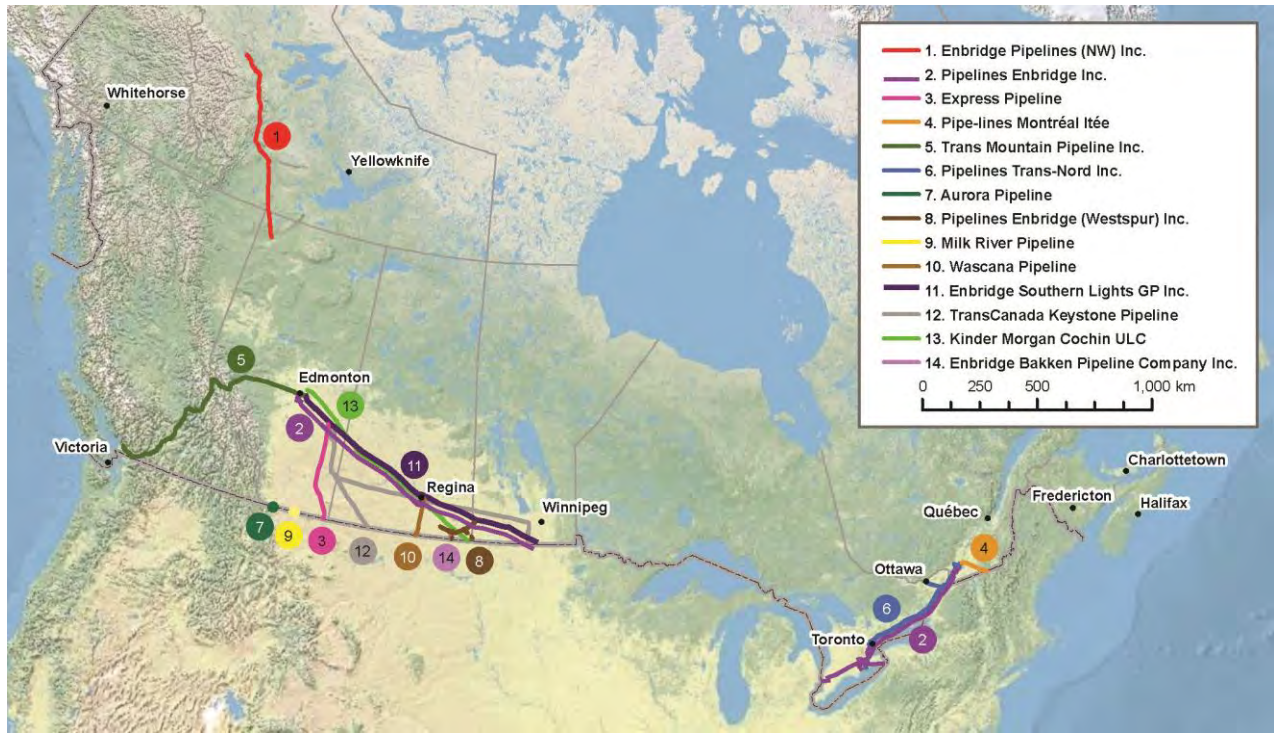 1. Enbridge Pipelines (NW) Inc.
2. Pipelines Enbridge Inc.
3. Express Pipeline
4. Pipe-lines Montréal ltée
5. Trans Mountain Pipeline Inc.
6. Pipelines Trans-Nord Inc.
7. Aurora Pipeline
8. Pipelines Enbridge (Westspur) Inc.
9. Milk River Pipeline
10. Wascana Pipeline
11. Enbridge Southern Lights GP Inc.
12. TransCanada Keystone Pipeline
13. Kinder Morgan Cochin ULC
14. Enbridge Bakken Pipeline Company Inc.
0 250 500 1,000 km
Whitehorse
1
Yellowknife
5
Edmonton
13
2
Victoria
11
Regina
Winnipeg
7
9
3
12
10
14
8
Charlottetown
Fredericton
Halifax
Québec
4
Ottawa
6
Toronto
2